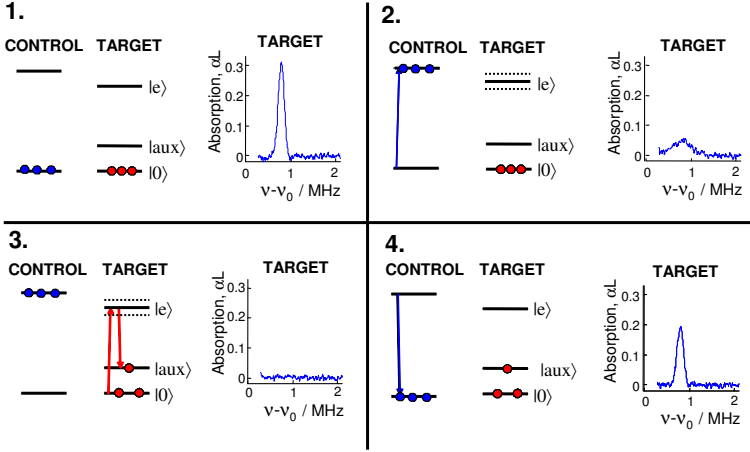 1.
CONTROL TARGET
|e⟩
|aux⟩
|0⟩
TARGET
Absorption, αL
0.3
0.2
0.1
0
0 1 2
ν-ν0 / MHz
2.
CONTROL TARGET
|e⟩
|aux⟩
|0⟩
TARGET
Absorption, αL
0.3
0.2
0.1
0
0 1 2
ν-ν0 / MHz
3.
CONTROL TARGET
|e⟩
|aux⟩
|0⟩
TARGET
Absorption, αL
0.3
0.2
0.1
0
0 1 2
ν-ν0 / MHz
4.
CONTROL TARGET
|e⟩
|aux⟩
|0⟩
TARGET
Absorption, αL
0.3
0.2
0.1
0
0 1 2
ν-ν0 / MHz